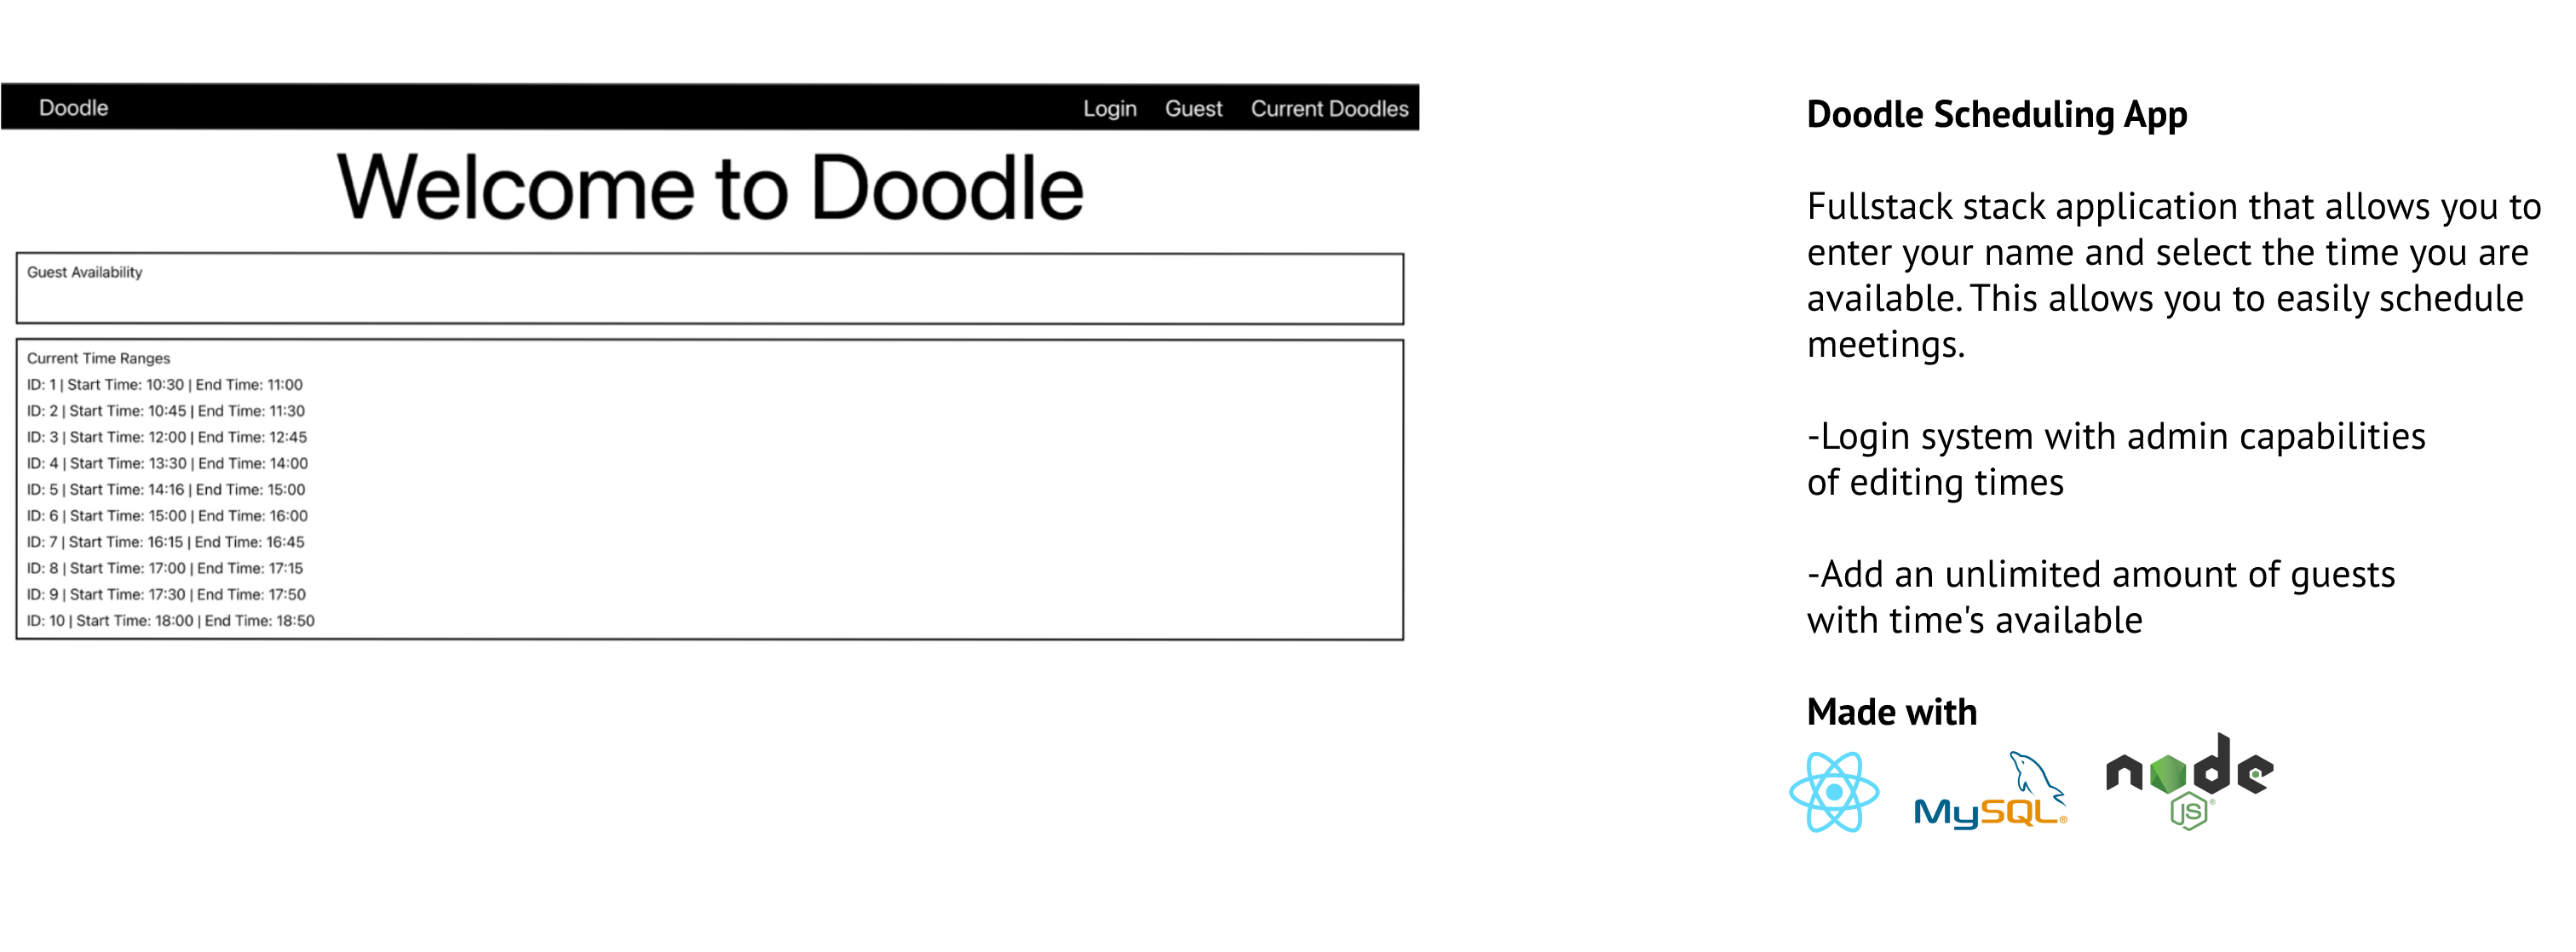 Doodle
Login Guest Current Doodles
Welcome to Doodle
Guest Availability
Current Time Ranges
ID: 1 | Start Time: 10:30 | End Time: 11:00
ID: 2 | Start Time: 10:45 | End Time: 11:30
ID: 3 | Start Time: 12:00 | End Time: 12:45
ID: 4 | Start Time: 13:30 | End Time: 14:00
ID: 5 | Start Time: 14:16 | End Time: 15:00
ID: 6 | Start Time: 15:00 | End Time: 16:00
ID: 7 | Start Time: 16:15 | End Time: 16:45
ID: 8 | Start Time: 17:00 | End Time: 17:15
ID: 9 | Start Time: 17:30 | End Time: 17:50
ID: 10 | Start Time: 18:00 | End Time: 18:50
Doodle Scheduling App
Fullstack stack application that allows you to
enter your name and select the time you are
available. This allows you to easily schedule
meetings.
-Login system with admin capabilities
of editing times
-Add an unlimited amount of guests
with time's available
Made with
MySQL®
node
JS®